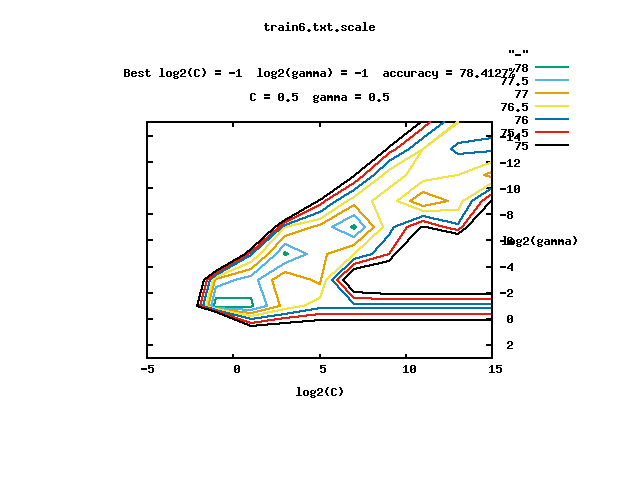 train6.txt.scale
"-"
Best log2(C) = -1  log2(gamma) = -1  accuracy = 78.4127%
78
77.5
77
76.5
76
75.5
75
C = 0.5  gamma = 0.5
-14
-12
-10
-8
-6
log2(gamma)
-4
-2
0
2
-5 0 5 10 15
log2(C)